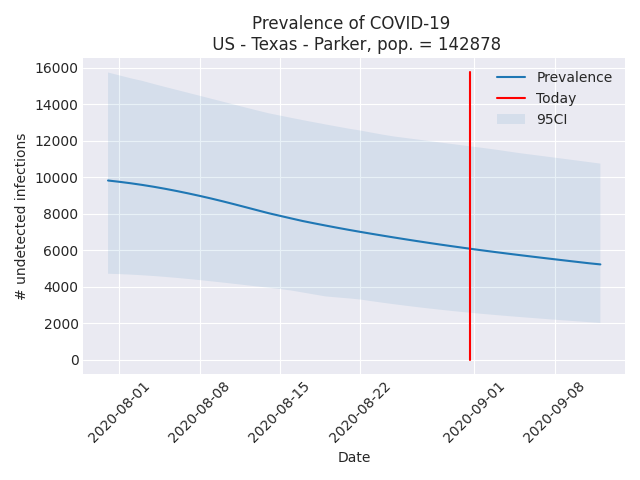 Prevalence of COVID-19
US - Texas - Parker, pop. = 142878
16000
14000
12000
10000
8000
6000
4000
2000
0
# undetected infections
Prevalence
Today
95CI
2020-08-01
2020-08-08
2020-08-15
2020-08-22
2020-09-01
2020-09-08
Date